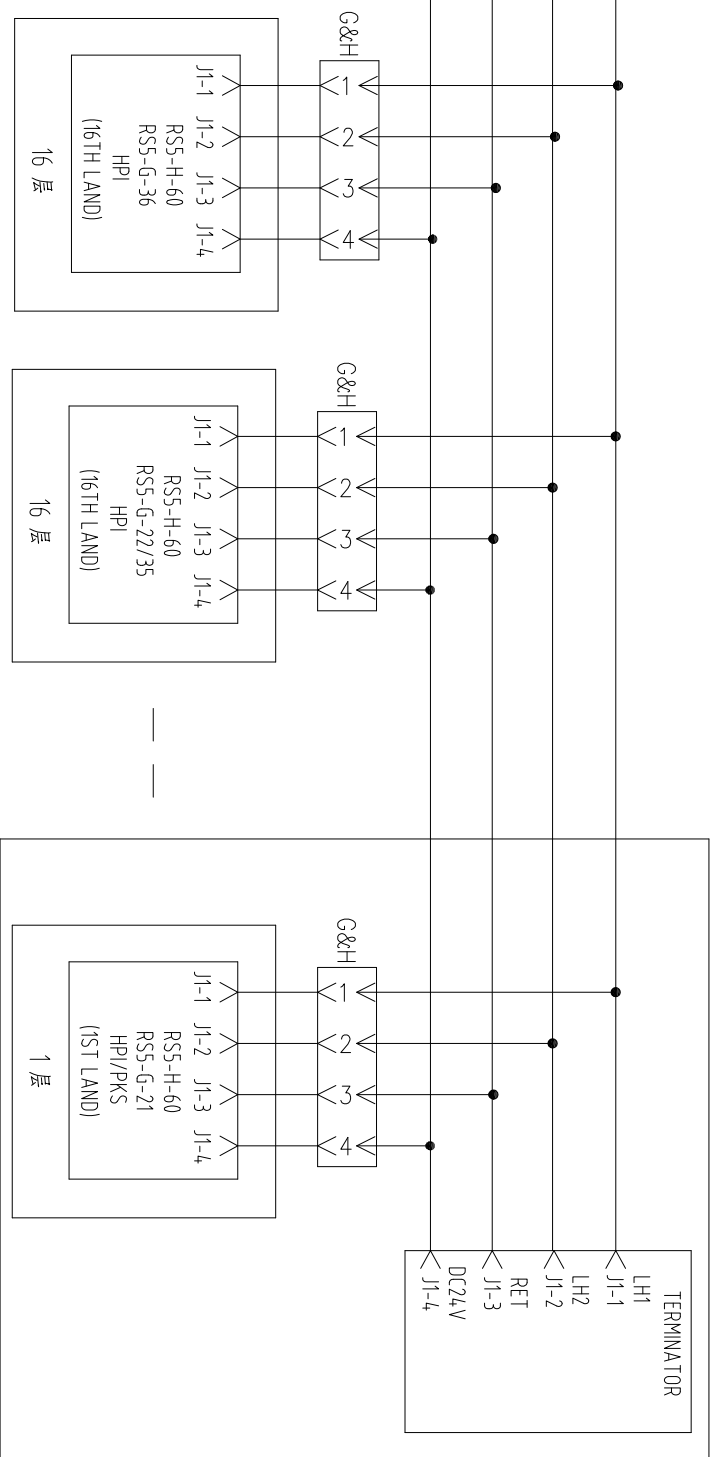 G&H
1
2
3
4
J1-1
J1-2
J1-3
J1-4
RS5-H-60
RS5-G-36
HPI
(16TH LAND)
16 层
G&H
1
2
3
4
J1-1
J1-2
J1-3
J1-4
RS5-H-60
RS5-G-22/35
HPI
(16TH LAND)
16 层
G&H
1
2
3
4
J1-1
J1-2
J1-3
J1-4
RS5-H-60
RS5-G-21
HPI/PKS
(1ST LAND)
1 层
TERMINATOR
LH1
J1-1
LH2
J1-2
RET
J1-3
DC24V
J1-4